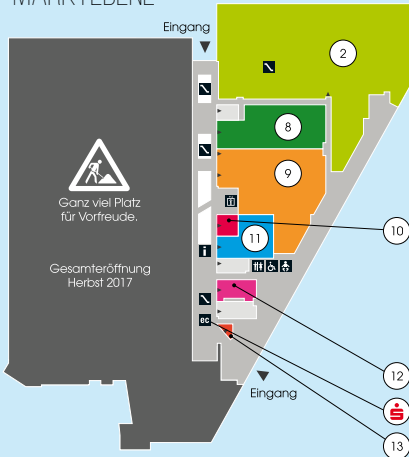 MARKTEBENE
Eingang
2
8
9
10
11
Ganz viel Platz
für Vorfreude.
Gesamteröffnung
Herbst 2017
i
ec
12
Eingang
13